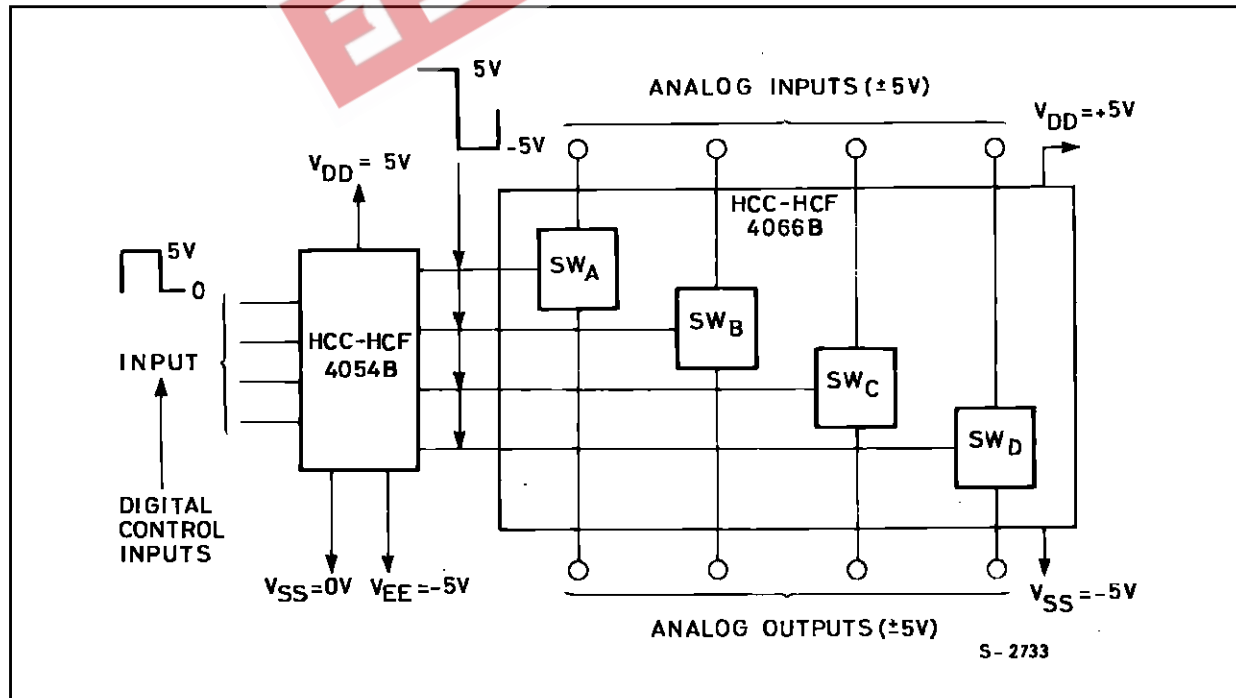 5V
-5V
ANALOG INPUTS (±5V)
VDD=+5V
VDD= 5V
HCC-HCF
4066B
5V
0
INPUT
HCC-HCF
4054B
SWA
SWB
SWC
SWD
DIGITAL
CONTROL
INPUTS
VSS=0V
VEE=-5V
VSS=-5V
ANALOG OUTPUTS (±5V)
S-2733